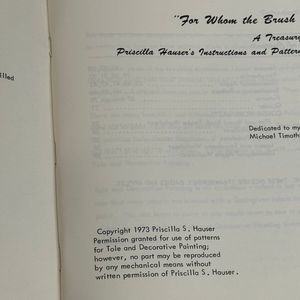 "For Whom the Brush
A Treasury
Priscilla Hauser's Instructions and Pattern
illed
Dedicated to my
Michael Timoth
Copyright 1973 Priscilla S. Hauser
Permission granted for use of patterns
for Tole and Decorative Painting;
however, no part may be reproduced
by any mechanical means without
written permission of Priscilla S. Hauser.